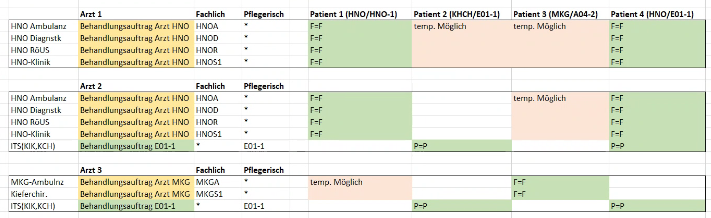 Arzt 1 Fachlich Pflegerisch Patient 1 (HNO/HNO-1) Patient 2 (KHCH/E01-1) Patient 3 (MKG/A04-2) Patient 4 (HNO/E01-1)
HNO Ambulanz Behandlungsauftrag Arzt HNO HNOA * F=F temp. Möglich temp. Möglich F=F
HNO Diagnstk Behandlungsauftrag Arzt HNO HNOD * F=F F=F
HNO RöUS Behandlungsauftrag Arzt HNO HNOR * F=F F=F
HNO-Klinik Behandlungsauftrag Arzt HNO HNOS1 * F=F F=F
Arzt 2 Fachlich Pflegerisch
HNO Ambulanz Behandlungsauftrag Arzt HNO HNOA * F=F temp. Möglich F=F
HNO Diagnstk Behandlungsauftrag Arzt HNO HNOD * F=F F=F
HNO RöUS Behandlungsauftrag Arzt HNO HNOR * F=F F=F
HNO-Klinik Behandlungsauftrag Arzt HNO HNOS1 * F=F F=F
ITS(KIK,KCH) Behandlungsauftrag E01-1 * E01-1 P=P P=P
Arzt 3 Fachlich Pflegerisch
MKG-Ambulnz Behandlungsauftrag Arzt MKG MKGA * temp. Möglich F=F
Kieferchir. Behandlungsauftrag Arzt MKG MKGS1 * F=F
ITS(KIK,KCH) Behandlungsauftrag E01-1 * E01-1 P=P P=P